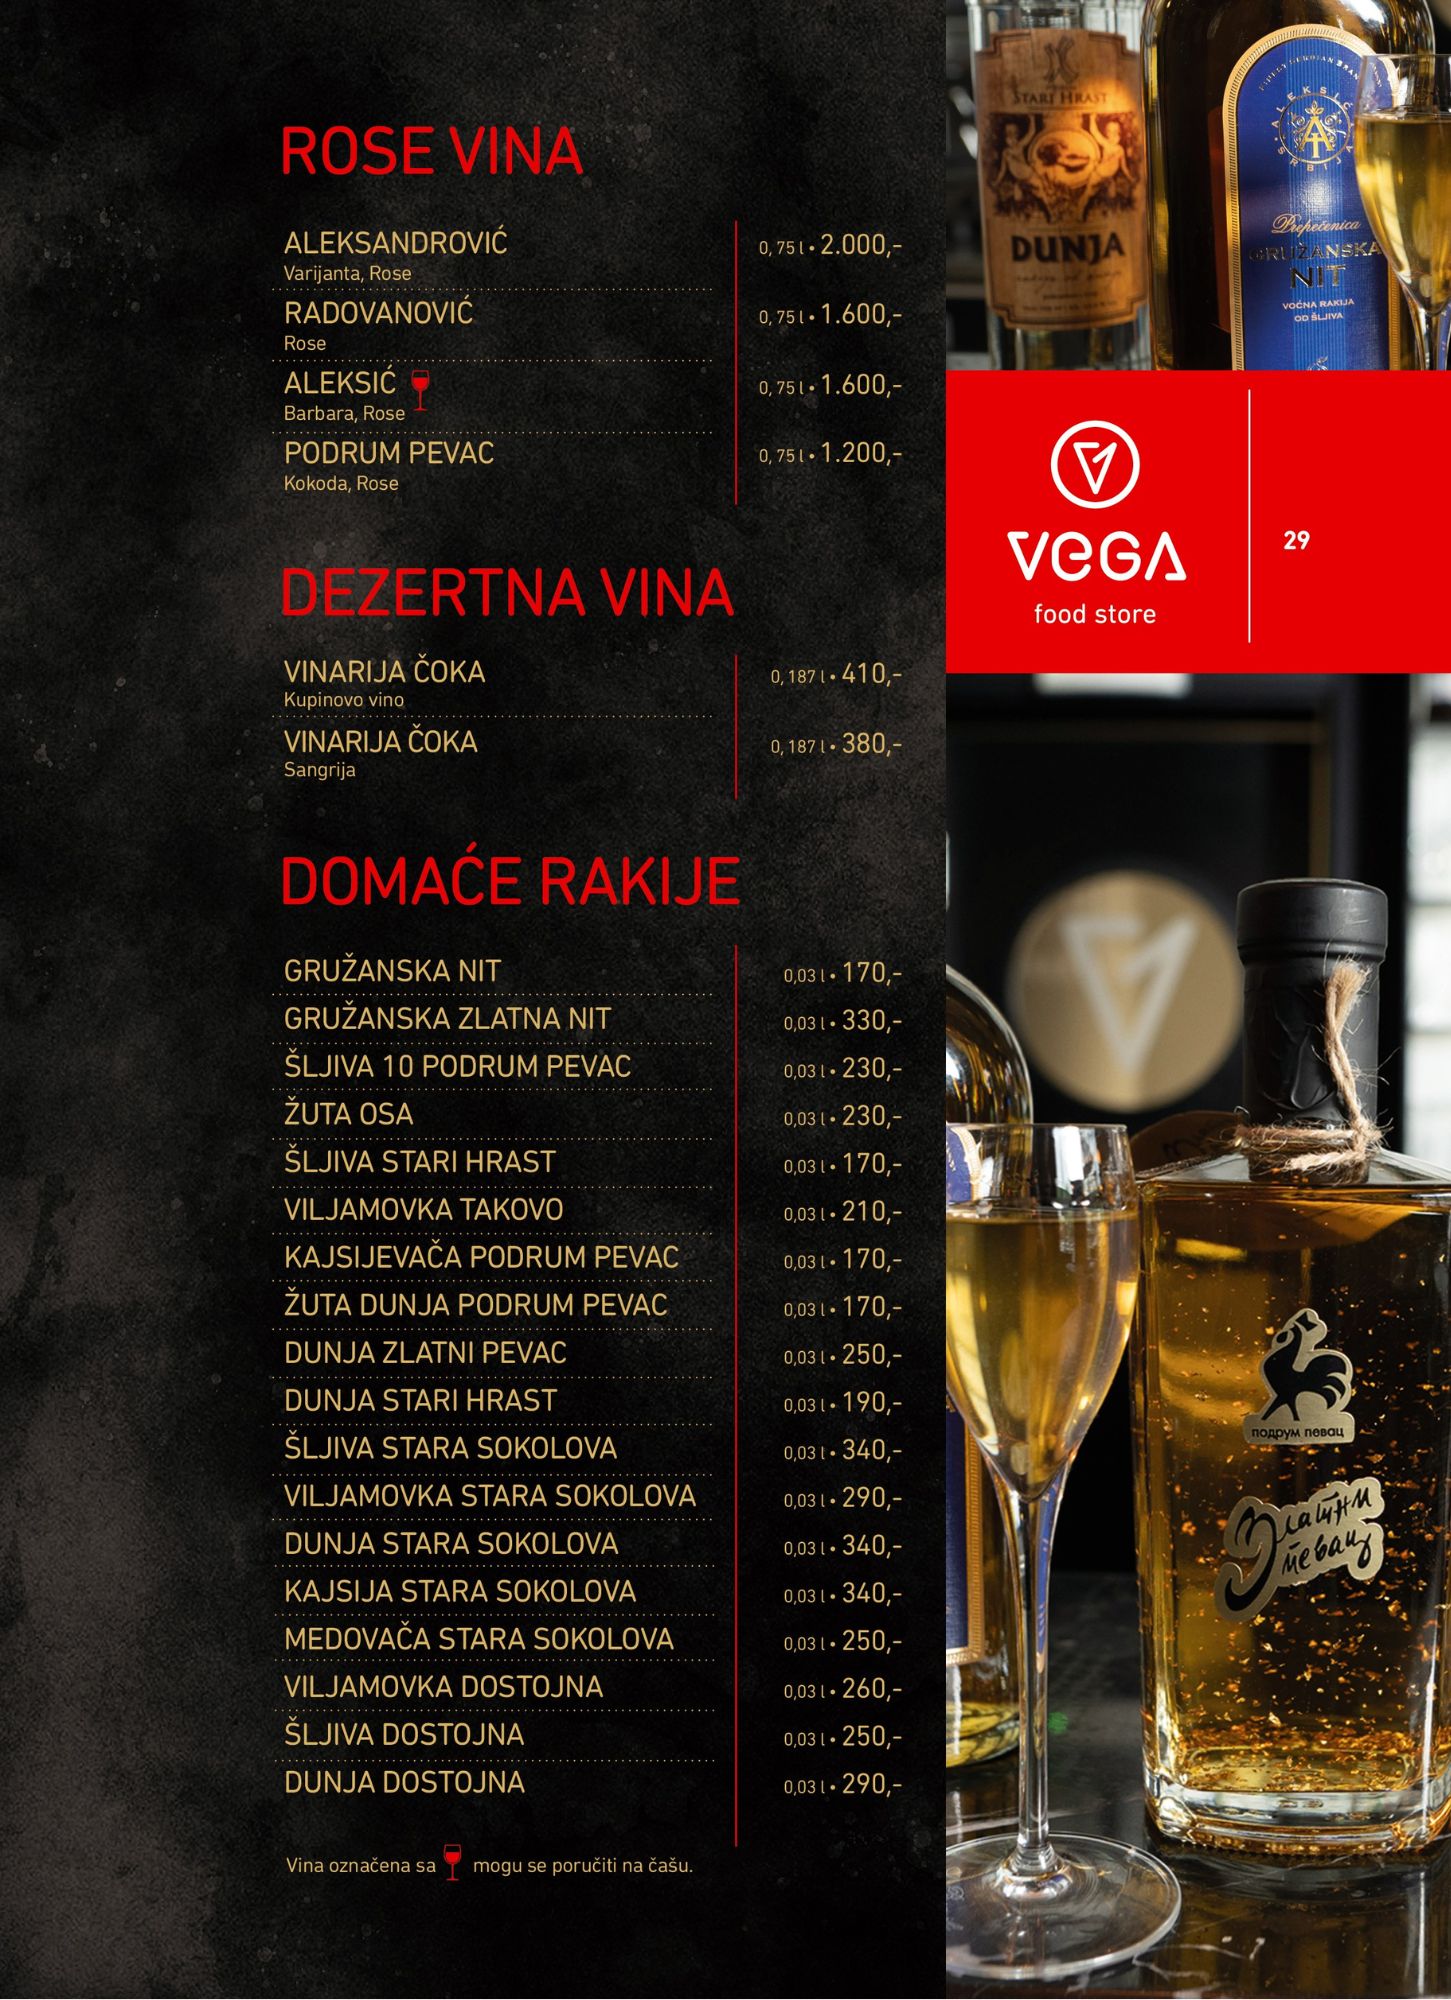 ROSE VINA
ALEKSANDROVIĆ 0,75 l • 2.000,-
Varijanta, Rose
RADOVANOVIĆ 0,75 l • 1.600,-
Rose
ALEKSIĆ 0,75 l • 1.600,-
Barbara, Rose
PODRUM PEVAC 0,75 l • 1.200,-
Kokoda, Rose
DEZERTNA VINA
VINARIJA ČOKA 0,187 l • 410,-
Kupinovo vino
VINARIJA ČOKA 0,187 l • 380,-
Sangrija
DOMAĆE RAKIJE
GRUŽANSKA NIT 0,03 l • 170,-
GRUŽANSKA ZLATNA NIT 0,03 l • 330,-
ŠLJIVA 10 PODRUM PEVAC 0,03 l • 230,-
ŽUTA OSA 0,03 l • 230,-
ŠLJIVA STARI HRAST 0,03 l • 170,-
VILJAMOVKA TAKOVO 0,03 l • 210,-
KAJSIJEVAČA PODRUM PEVAC 0,03 l • 170,-
ŽUTA DUNJA PODRUM PEVAC 0,03 l • 170,-
DUNJA ZLATNI PEVAC 0,03 l • 250,-
DUNJA STARI HRAST 0,03 l • 190,-
ŠLJIVA STARA SOKOLOVA 0,03 l • 340,-
VILJAMOVKA STARA SOKOLOVA 0,03 l • 290,-
DUNJA STARA SOKOLOVA 0,03 l • 340,-
KAJSIJA STARA SOKOLOVA 0,03 l • 340,-
MEDOVAČA STARA SOKOLOVA 0,03 l • 250,-
VILJAMOVKA DOSTOJNA 0,03 l • 260,-
ŠLJIVA DOSTOJNA 0,03 l • 250,-
DUNJA DOSTOJNA 0,03 l • 290,-
Vina označena sa mogu se poručiti na čašu.
STARI HRAST
DUNJA
ALEKSIĆ
SRBIJA
Prepečenica
GRUŽANSKA
NIT
VOĆNA RAKIJA
OD ŠLJIVA
VEGA
food store
29
подрум певац
Златни
певац